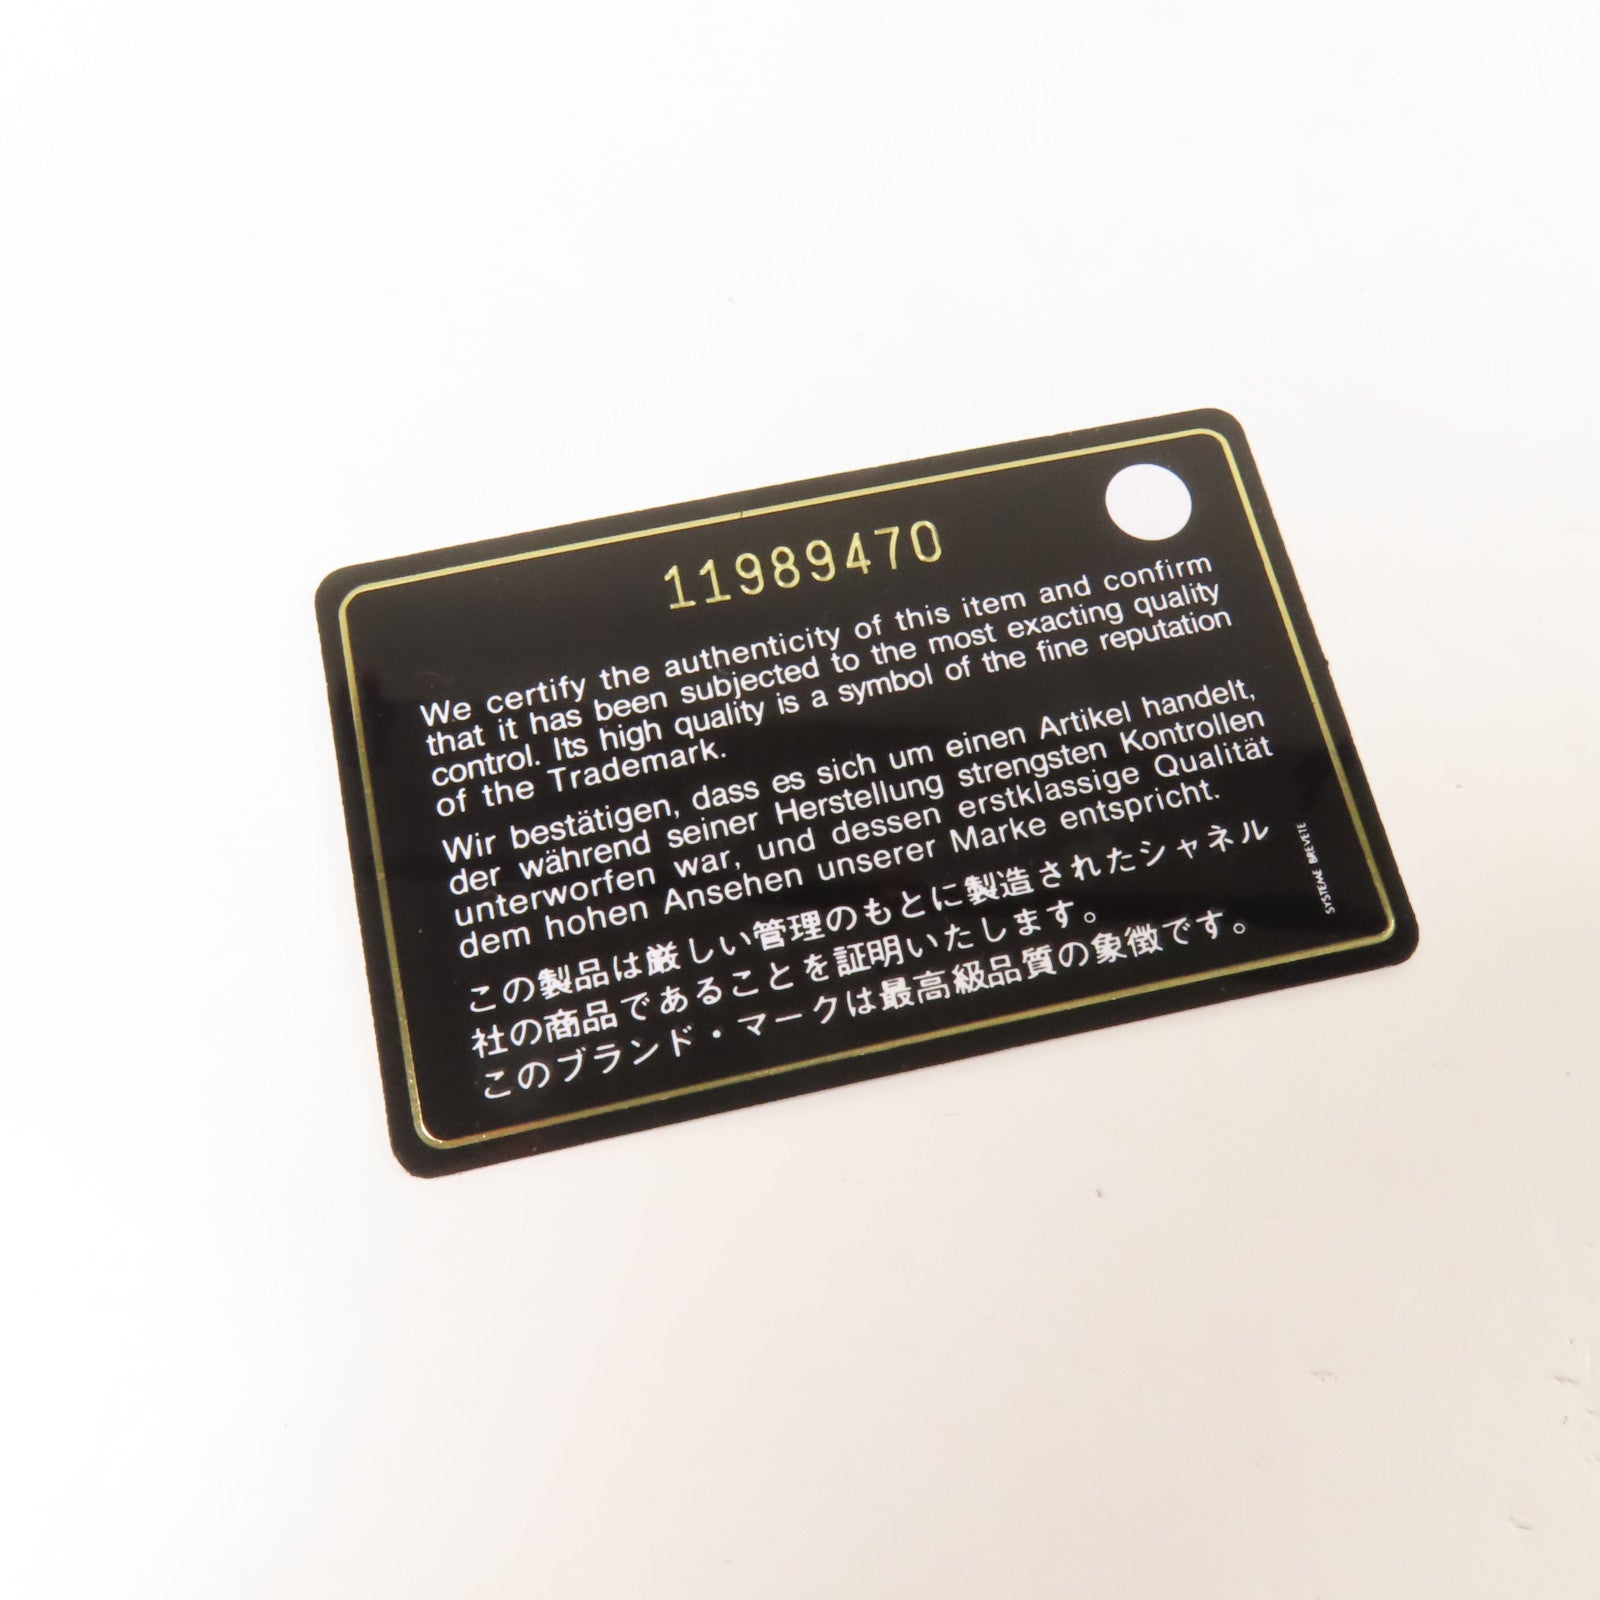 11989470
We certify the authenticity of this item and confirm
that it has been subjected to the most exacting quality
control. Its high quality is a symbol of the fine reputation
of the Trademark.
Wir bestätigen, dass es sich um einen Artikel handelt,
der während seiner Herstellung strengsten Kontrollen
unterworfen war, und dessen erstklassige Qualität
dem hohen Ansehen unserer Marke entspricht.
この製品は厳しい管理のもとに製造されたシャネル
社の商品であることを証明いたします。
このブランド・マークは最高級品質の象徴です。
SYSTEME BREVETE